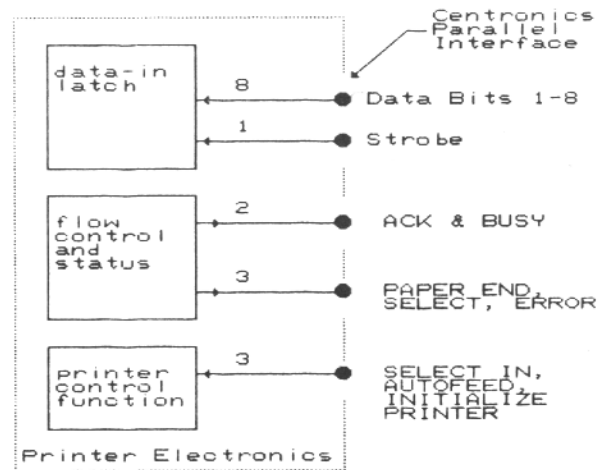 Centronics
Parallel
Interface
data-in
latch
8
Data Bits 1-8
1
Strobe
flow
control
and
status
2
ACK & BUSY
3
PAPER END,
SELECT, ERROR
printer
control
function
3
SELECT IN,
AUTOFEED,
INITIALIZE
PRINTER
Printer Electronics